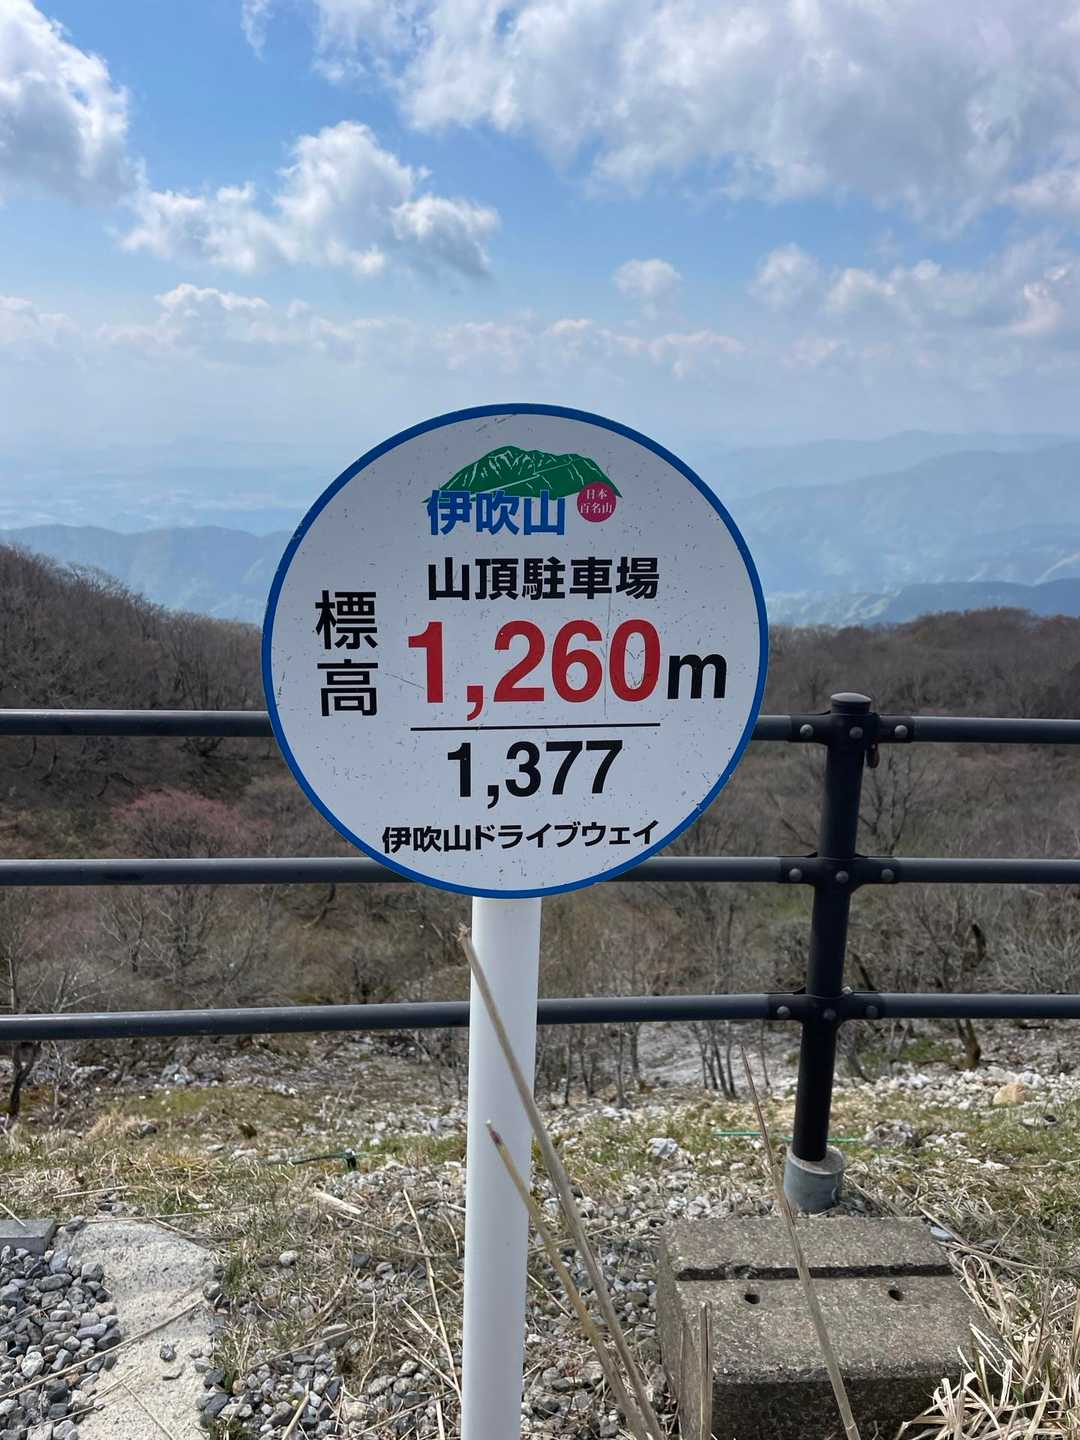 伊吹山
日本
百名山
山頂駐車場
標高
1,260m
1,377
伊吹山ドライブウェイ